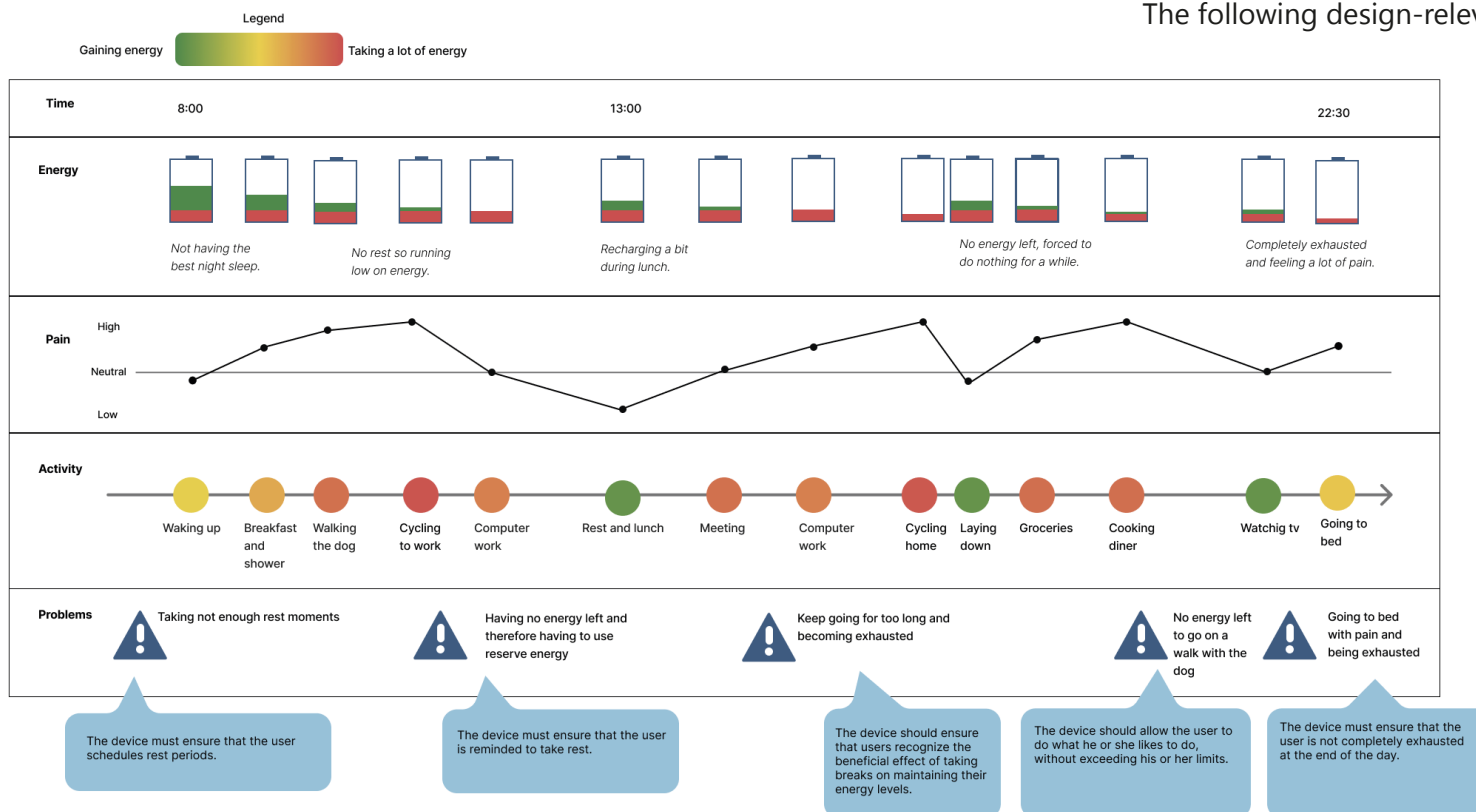 The following design-relev
Legend
Gaining energy
Taking a lot of energy
Time
8:00
13:00
22:30
Energy
Not having the
best night sleep.
No rest so running
low on energy.
Recharging a bit
during lunch.
No energy left, forced to
do nothing for a while.
Completely exhausted
and feeling a lot of pain.
Pain
High
Neutral
Low
Activity
Waking up
Breakfast
and
shower
Walking
the dog
Cycling
to work
Computer
work
Rest and lunch
Meeting
Computer
work
Cycling
home
Laying
down
Groceries
Cooking
diner
Watchig tv
Going to
bed
Problems
Taking not enough rest moments
Having no energy left and
therefore having to use
reserve energy
Keep going for too long and
becoming exhausted
No energy left
to go on a
walk with the
dog
Going to bed
with pain and
being exhausted
The device must ensure that the user
schedules rest periods.
The device must ensure that the user
is reminded to take rest.
The device should ensure
that users recognize the
beneficial effect of taking
breaks on maintaining their
energy levels.
The device should allow the user to
do what he or she likes to do,
without exceeding his or her limits.
The device must ensure that the
user is not completely exhausted
at the end of the day.